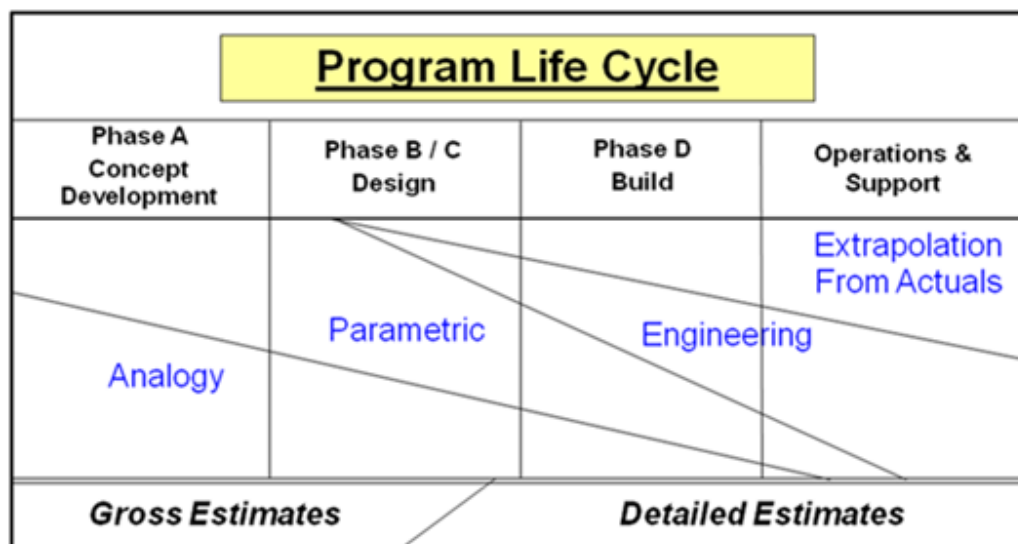 Program Life Cycle
Phase A
Concept
Development
Phase B / C
Design
Phase D
Build
Operations &
Support
Extrapolation
From Actuals
Parametric
Engineering
Analogy
Gross Estimates
Detailed Estimates